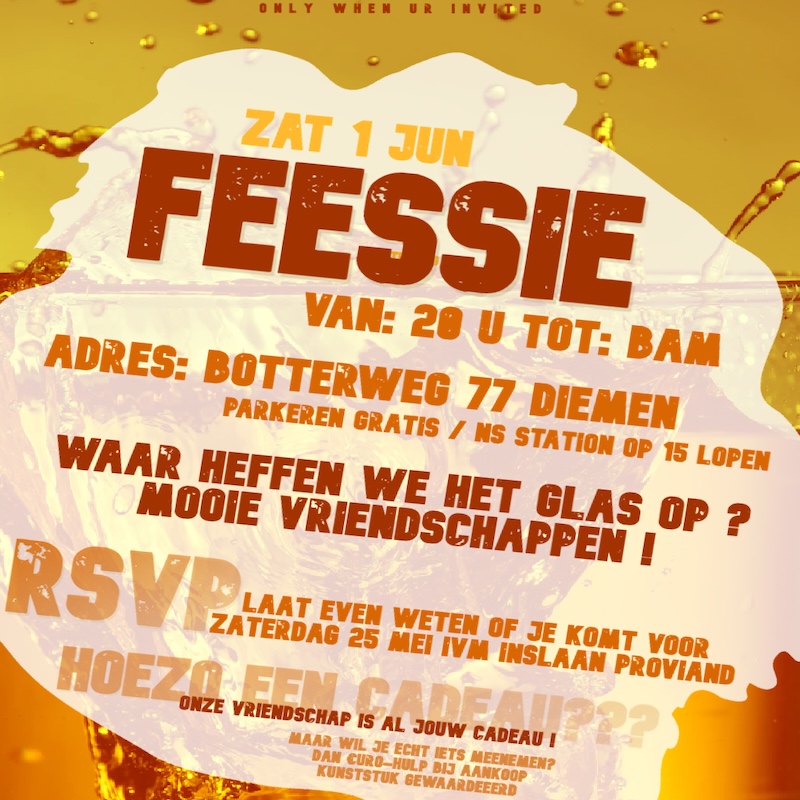 ONLY WHEN UR INVITED
ZAT 1 JUN
FEESSIE
VAN: 20 U TOT: BAM
ADRES: BOTTERWEG 77 DIEMEN
PARKEREN GRATIS / NS STATION OP 15 LOPEN
WAAR HEFFEN WE HET GLAS OP ?
MOOIE VRIENDSCHAPPEN !
RSVP
LAAT EVEN WETEN OF JE KOMT VOOR
ZATERDAG 25 MEI IVM INSLAAN PROVIAND
HOEZO EEN CADEAU???
ONZE VRIENDSCHAP IS AL JOUW CADEAU !
MAAR WIL JE ECHT IETS MEENEMEN?
DAN €URO-HULP BIJ AANKOOP
KUNSTSTUK GEWAARDEEERD